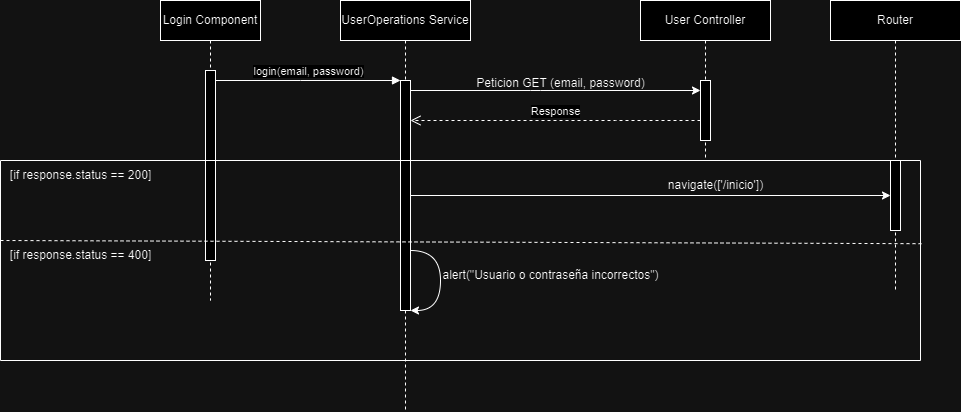 Login Component
UserOperations Service
User Controller
Router
login(email, password)
Peticion GET (email, password)
Response
[if response.status == 200]
navigate(['/inicio'])
[if response.status == 400]
alert("Usuario o contraseña incorrectos")